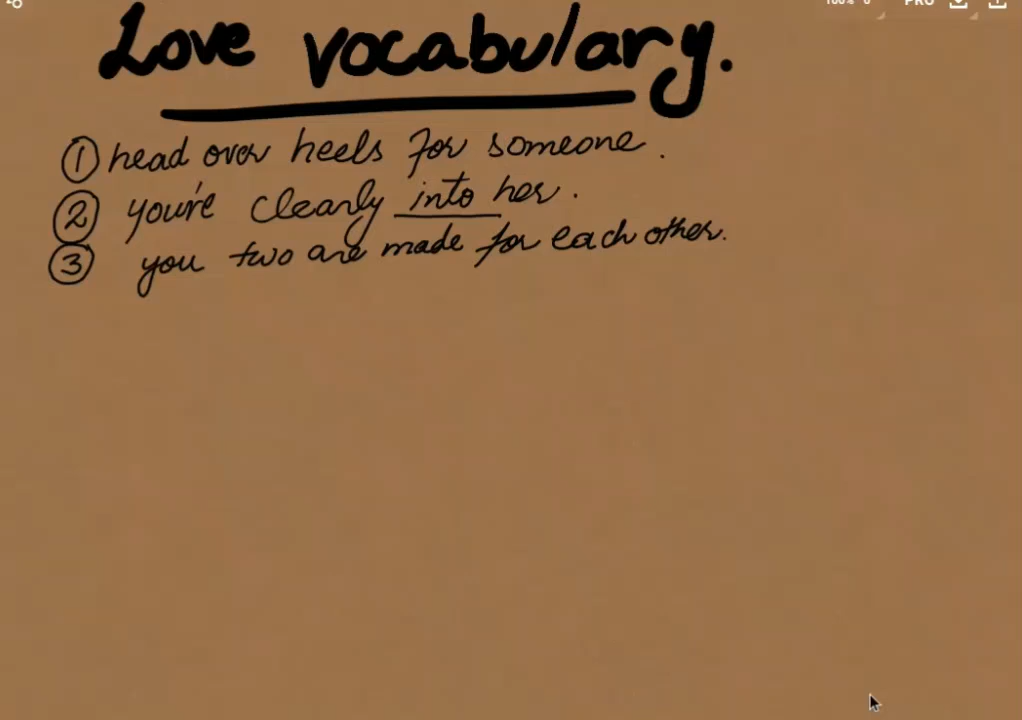 Love vocabulary.
① head over heels for someone.
② you're clearly into her.
③ you two are made for each other.
PRO